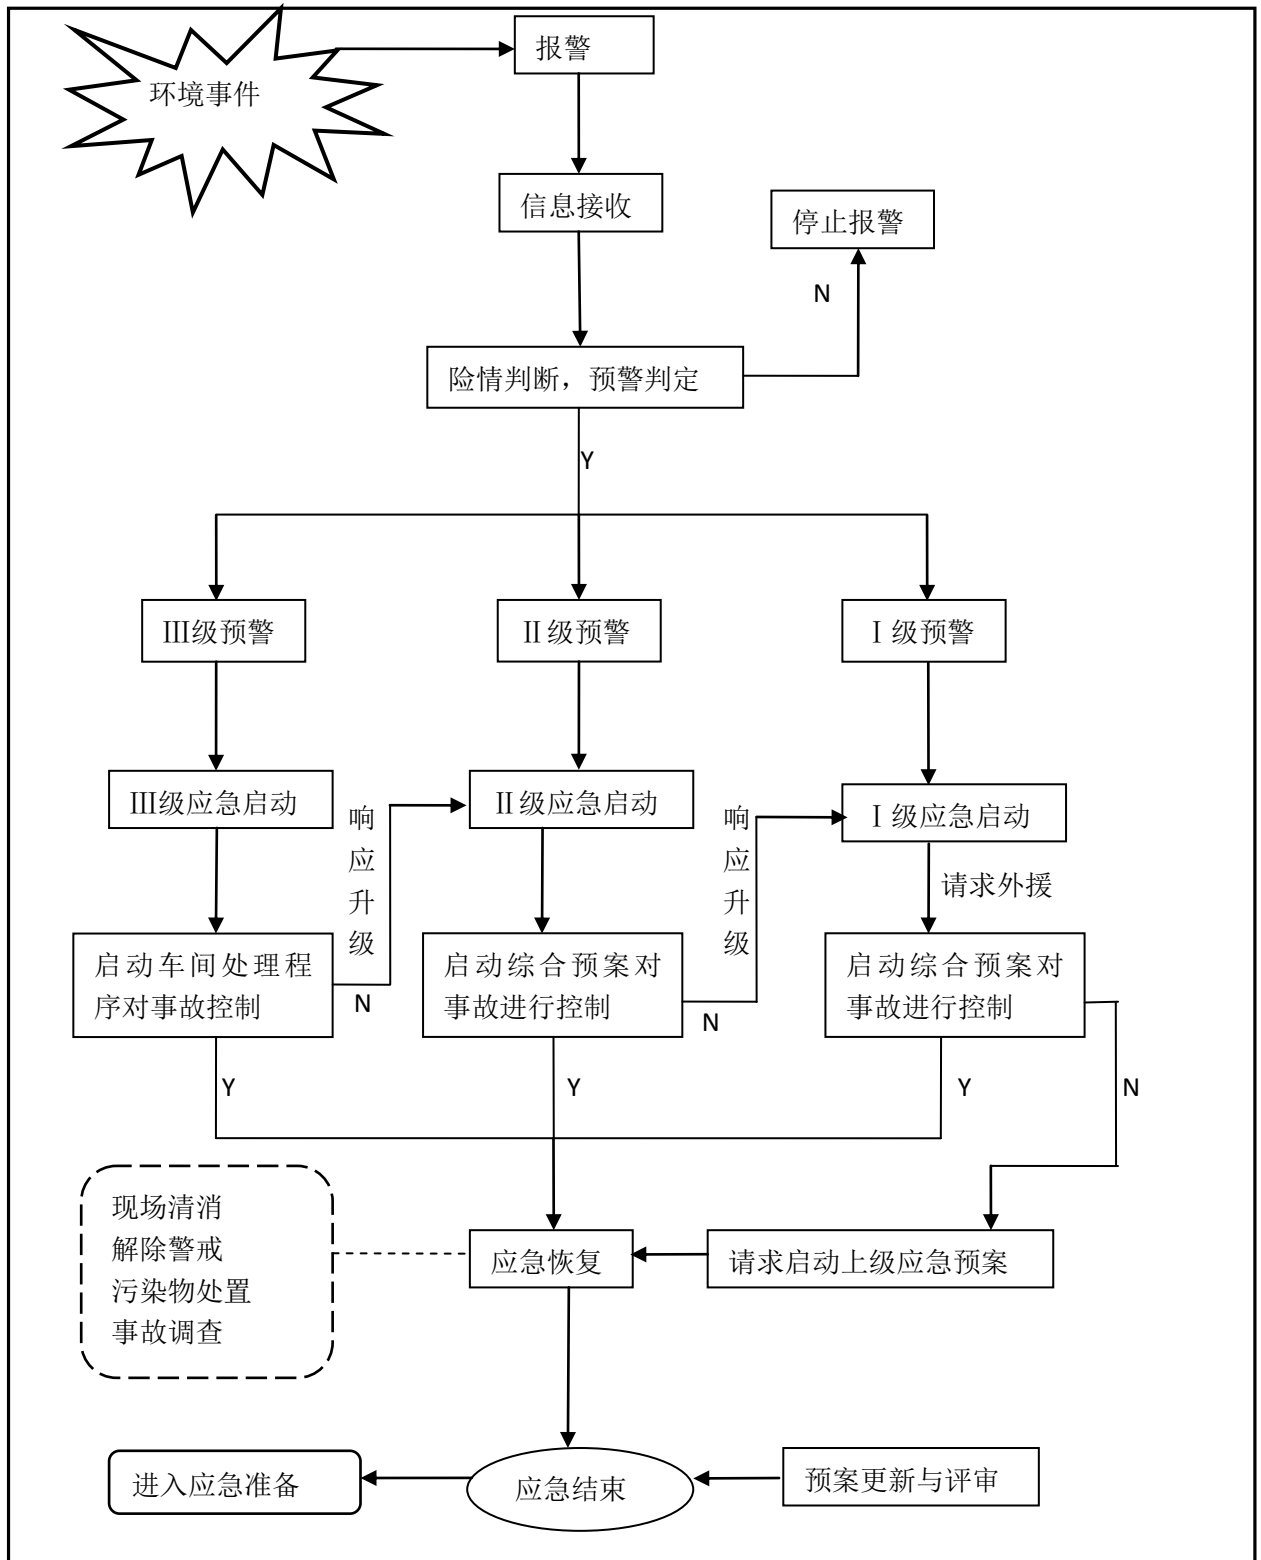 环境事件
报警
信息接收
停止报警
N
险情判断，预警判定
Y
Ⅲ级预警
Ⅱ级预警
Ⅰ级预警
Ⅲ级应急启动
响应升级
Ⅱ级应急启动
响应升级
Ⅰ级应急启动
请求外援
启动车间处理程
序对事故控制
N
启动综合预案对
事故进行控制
N
启动综合预案对
事故进行控制
Y
Y
Y
N
现场清消
解除警戒
污染物处置
事故调查
应急恢复
请求启动上级应急预案
进入应急准备
应急结束
预案更新与评审